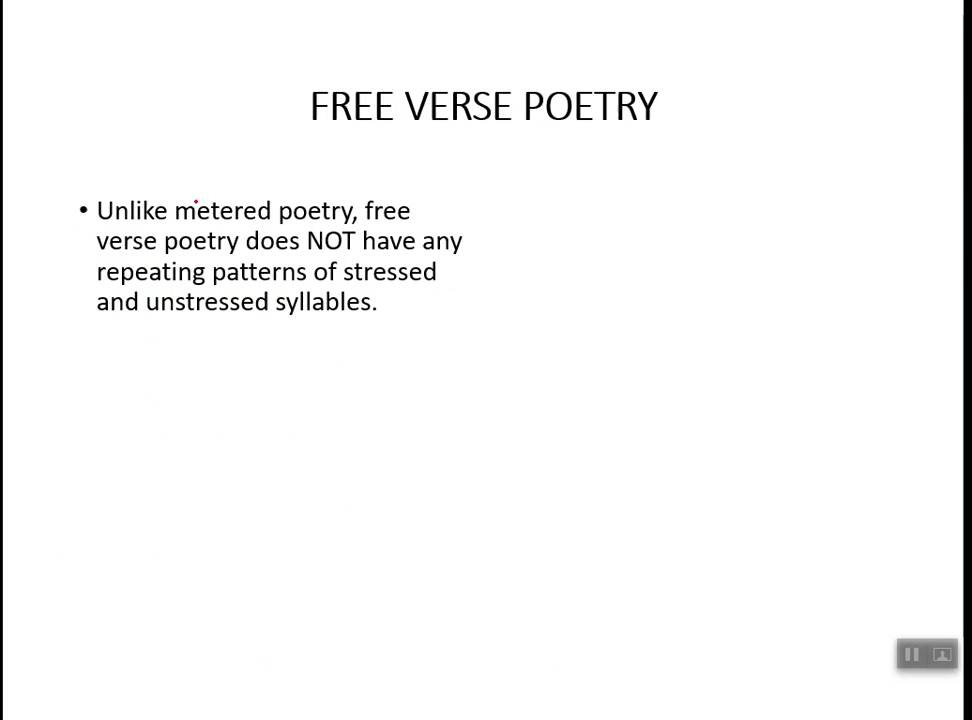 FREE VERSE POETRY
• Unlike metered poetry, free
verse poetry does NOT have any
repeating patterns of stressed
and unstressed syllables.